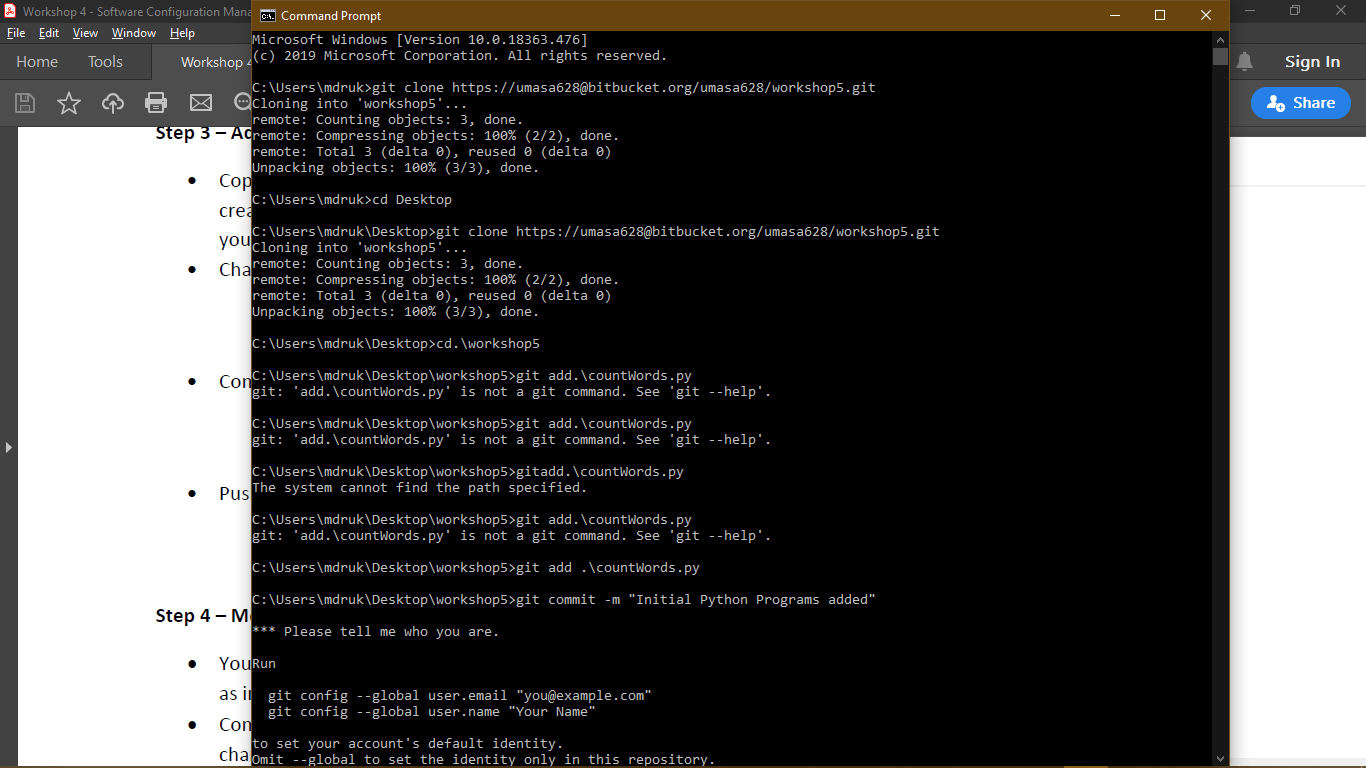 Workshop 4 - Software Configuration Mana
File Edit View Window Help
Home Tools Workshop 4
Sign In
Share
Step 3 – Ad
Cop
crea
you
Cha
Con
Pus
Step 4 – Mo
You
as in
Con
cha
Command Prompt
Microsoft Windows [Version 10.0.18363.476]
(c) 2019 Microsoft Corporation. All rights reserved.
C:\Users\mdruk>git clone https://umasa628@bitbucket.org/umasa628/workshop5.git
Cloning into 'workshop5'...
remote: Counting objects: 3, done.
remote: Compressing objects: 100% (2/2), done.
remote: Total 3 (delta 0), reused 0 (delta 0)
Unpacking objects: 100% (3/3), done.
C:\Users\mdruk>cd Desktop
C:\Users\mdruk\Desktop>git clone https://umasa628@bitbucket.org/umasa628/workshop5.git
Cloning into 'workshop5'...
remote: Counting objects: 3, done.
remote: Compressing objects: 100% (2/2), done.
remote: Total 3 (delta 0), reused 0 (delta 0)
Unpacking objects: 100% (3/3), done.
C:\Users\mdruk\Desktop>cd.\workshop5
C:\Users\mdruk\Desktop\workshop5>git add.\countWords.py
git: 'add.\countWords.py' is not a git command. See 'git --help'.
C:\Users\mdruk\Desktop\workshop5>git add.\countWords.py
git: 'add.\countWords.py' is not a git command. See 'git --help'.
C:\Users\mdruk\Desktop\workshop5>gitadd.\countWords.py
The system cannot find the path specified.
C:\Users\mdruk\Desktop\workshop5>git add.\countWords.py
git: 'add.\countWords.py' is not a git command. See 'git --help'.
C:\Users\mdruk\Desktop\workshop5>git add .\countWords.py
C:\Users\mdruk\Desktop\workshop5>git commit -m "Initial Python Programs added"
*** Please tell me who you are.
Run
git config --global user.email "you@example.com"
git config --global user.name "Your Name"
to set your account's default identity.
Omit --global to set the identity only in this repository.